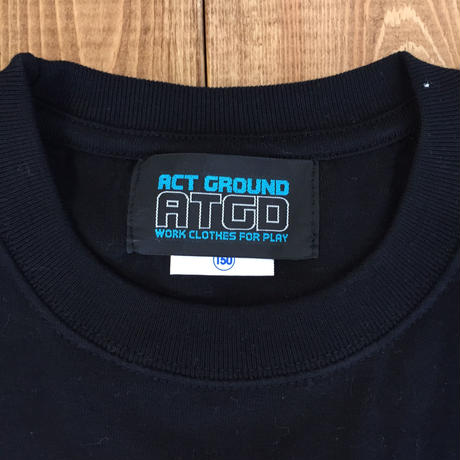 ACT GROUND
ATGD
WORK CLOTHES FOR PLAY
150